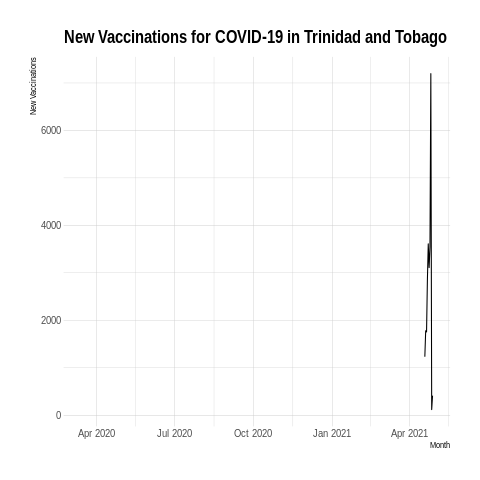 New Vaccinations for COVID-19 in Trinidad and Tobago
New Vaccinations
6000
4000
2000
0
Apr 2020 Jul 2020 Oct 2020 Jan 2021 Apr 2021
Month